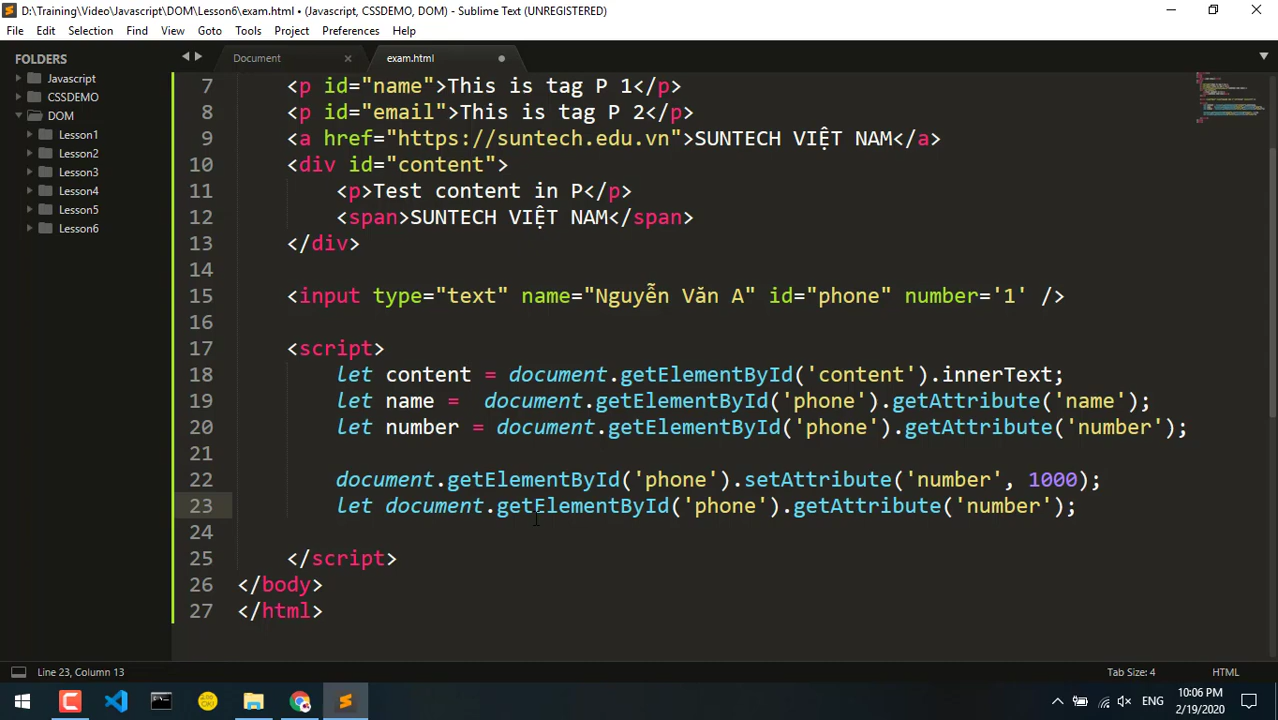 D:\Training\Video\Javascript\DOM\Lesson6\exam.html • (Javascript, CSSDEMO, DOM) - Sublime Text (UNREGISTERED)
File Edit Selection Find View Goto Tools Project Preferences Help
FOLDERS
Javascript
CSSDEMO
DOM
Lesson1
Lesson2
Lesson3
Lesson4
Lesson5
Lesson6
Document
exam.html
7 <p id="name">This is tag P 1</p>
8 <p id="email">This is tag P 2</p>
9 <a href="https://suntech.edu.vn">SUNTECH VIỆT NAM</a>
10 <div id="content">
11 <p>Test content in P</p>
12 <span>SUNTECH VIỆT NAM</span>
13 </div>
14
15 <input type="text" name="Nguyễn Văn A" id="phone" number='1' />
16
17 <script>
18 let content = document.getElementById('content').innerText;
19 let name =  document.getElementById('phone').getAttribute('name');
20 let number = document.getElementById('phone').getAttribute('number');
21
22 document.getElementById('phone').setAttribute('number', 1000);
23 let document.getElementById('phone').getAttribute('number');
24
25 </script>
26 </body>
27 </html>
Line 23, Column 13
Tab Size: 4
HTML
ENG
10:06 PM
2/19/2020